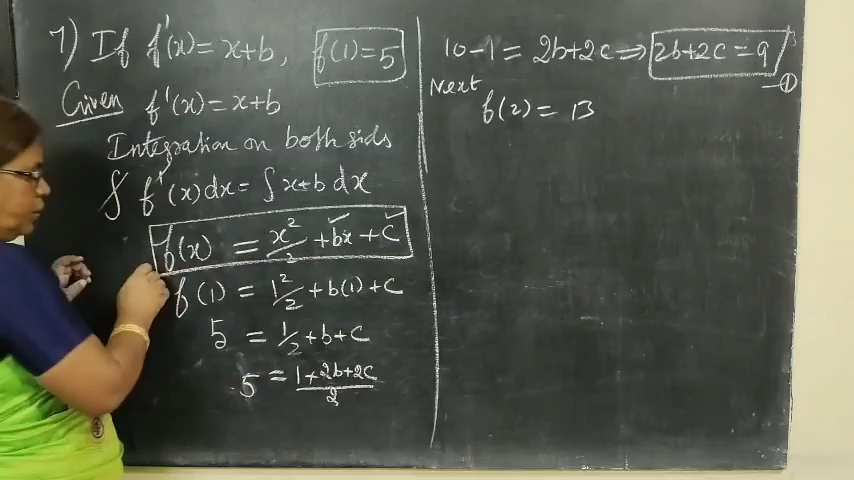 7) If f'(x) = x+b, f(1) = 5
Given f'(x) = x+b
Integration on both sids
∫ f'(x) dx = ∫ x+b dx
f(x) = x²/2 + bx + c
f(1) = 1²/2 + b(1) + c
5 = 1/2 + b + c
5 = 1+2b+2c/2
10-1 = 2b+2c ⇒ 2b+2c = 9
—①
Next
f(2) = 13